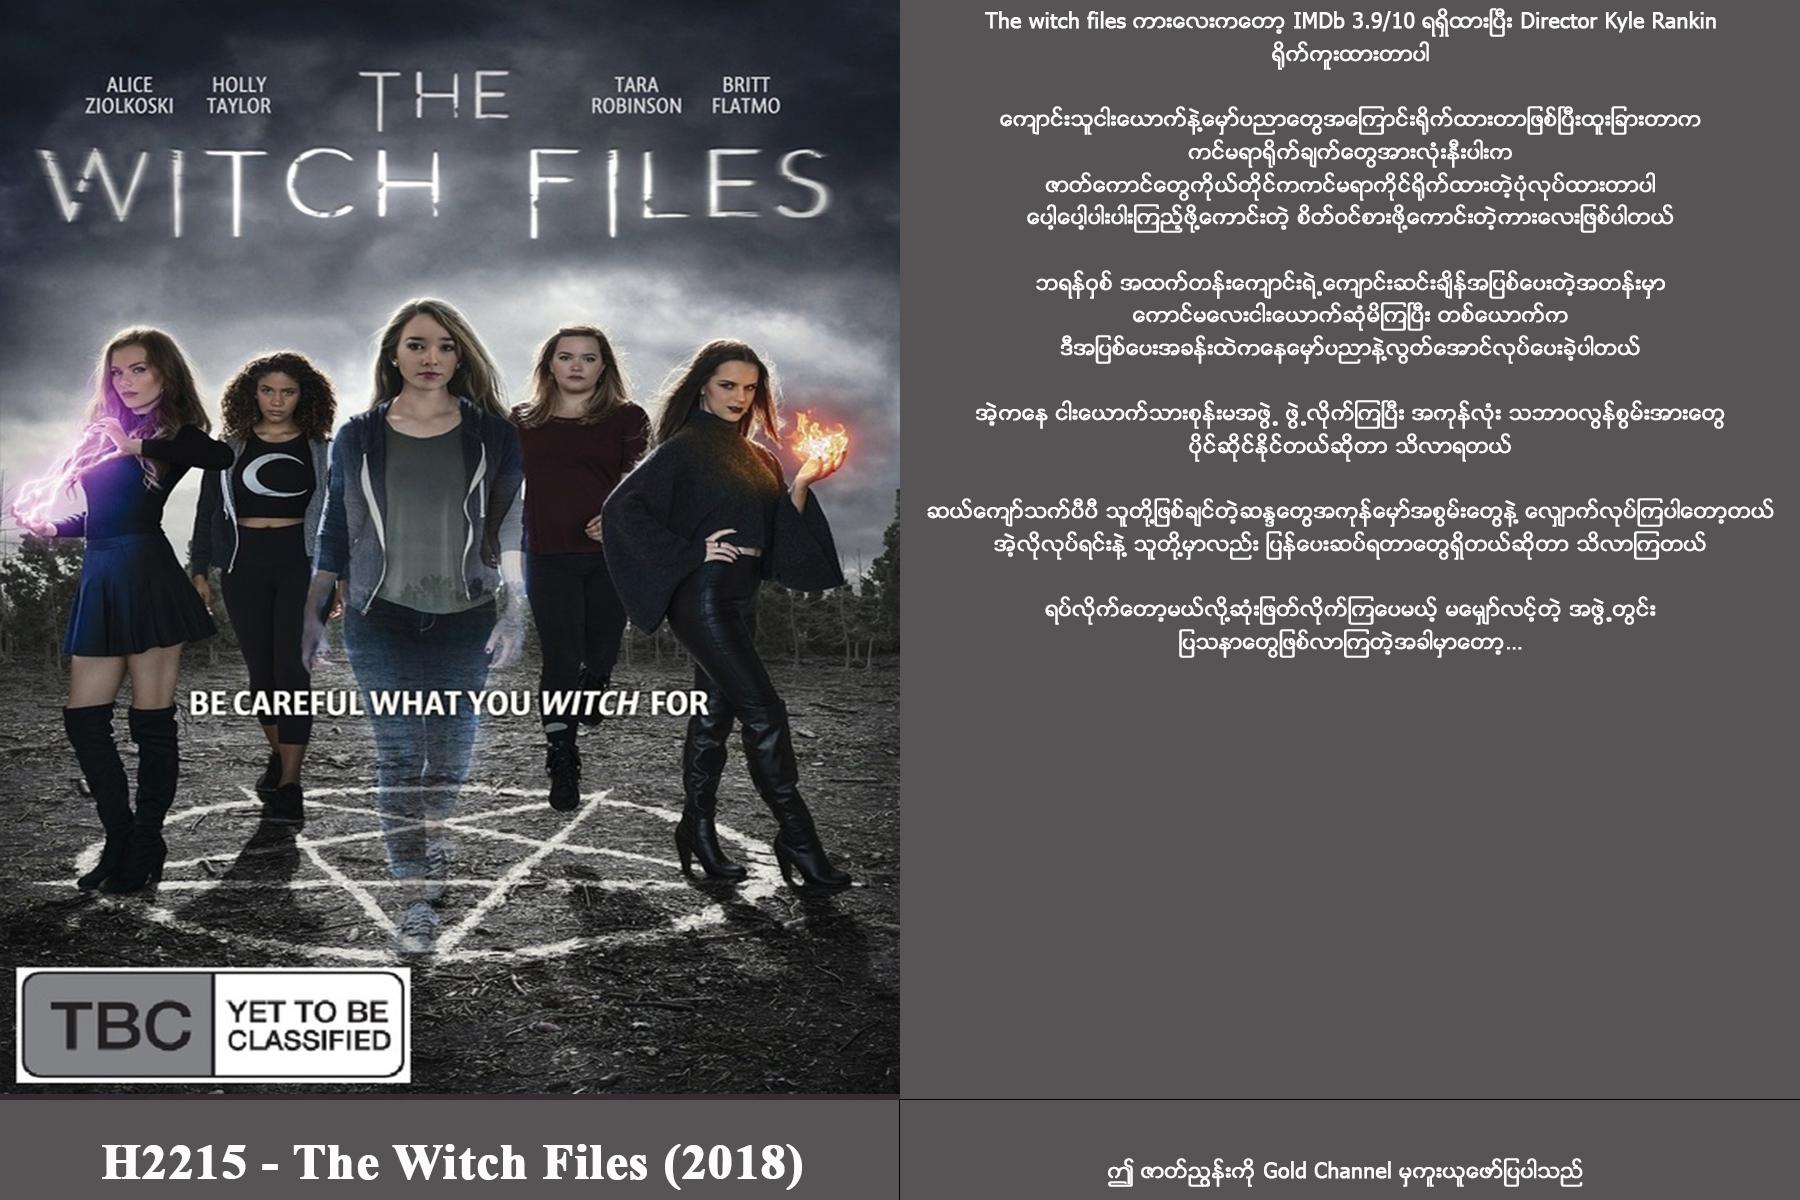 ALICE ZIOLKOSKI
HOLLY TAYLOR
TARA ROBINSON
BRITT FLATMO
THE
WITCH FILES
BE CAREFUL WHAT YOU WITCH FOR
TBC
YET TO BE
CLASSIFIED
H2215 - The Witch Files (2018)
The witch files ကားလေးကတော့ IMDb 3.9/10 ရရှိထားပြီး Director Kyle Rankin
ရိုက်ကူးထားတာပါ
ကျောင်းသူငါးယောက်နဲ့မှော်ပညာတွေအကြောင်းရိုက်ထားတာဖြစ်ပြီးထူးခြားတာက
ကင်မရာရိုက်ချက်တွေအားလုံးနီးပါးက
ဇာတ်ကောင်တွေကိုယ်တိုင်ကကင်မရာကိုင်ရိုက်ထားတဲ့ပုံလုပ်ထားတာပါ
ပေါ့ပေါ့ပါးပါးကြည့်ဖို့ကောင်းတဲ့ စိတ်ဝင်စားဖို့ကောင်းတဲ့ကားလေးဖြစ်ပါတယ်
ဘရန်ဝှစ် အထက်တန်းကျောင်းရဲ့ကျောင်းဆင်းချိန်အပြစ်ပေးတဲ့အတန်းမှာ
ကောင်မလေးငါးယောက်ဆုံမိကြပြီး တစ်ယောက်က
ဒီအပြစ်ပေးအခန်းထဲကနေမှော်ပညာနဲ့လွတ်အောင်လုပ်ပေးခဲ့ပါတယ်
အဲ့ကနေ ငါးယောက်သားစုန်းမအဖွဲ့ ဖွဲ့လိုက်ကြပြီး အကုန်လုံး သဘာဝလွန်စွမ်းအားတွေ
ပိုင်ဆိုင်နိုင်တယ်ဆိုတာ သိလာရတယ်
ဆယ်ကျော်သက်ပီပီ သူတို့ဖြစ်ချင်တဲ့ဆန္ဒတွေအကုန်မှော်အစွမ်းတွေနဲ့ လျှောက်လုပ်ကြပါတော့တယ်
အဲ့လိုလုပ်ရင်းနဲ့ သူတို့မှာလည်း ပြန်ပေးဆပ်ရတာတွေရှိတယ်ဆိုတာ သိလာကြတယ်
ရပ်လိုက်တော့မယ်လို့ဆုံးဖြတ်လိုက်ကြပေမယ့် မမျှော်လင့်တဲ့ အဖွဲ့တွင်း
ပြသနာတွေဖြစ်လာကြတဲ့အခါမှာတော့...
ဤ ဇာတ်ညွှန်းကို Gold Channel မှကူးယူဖော်ပြပါသည်